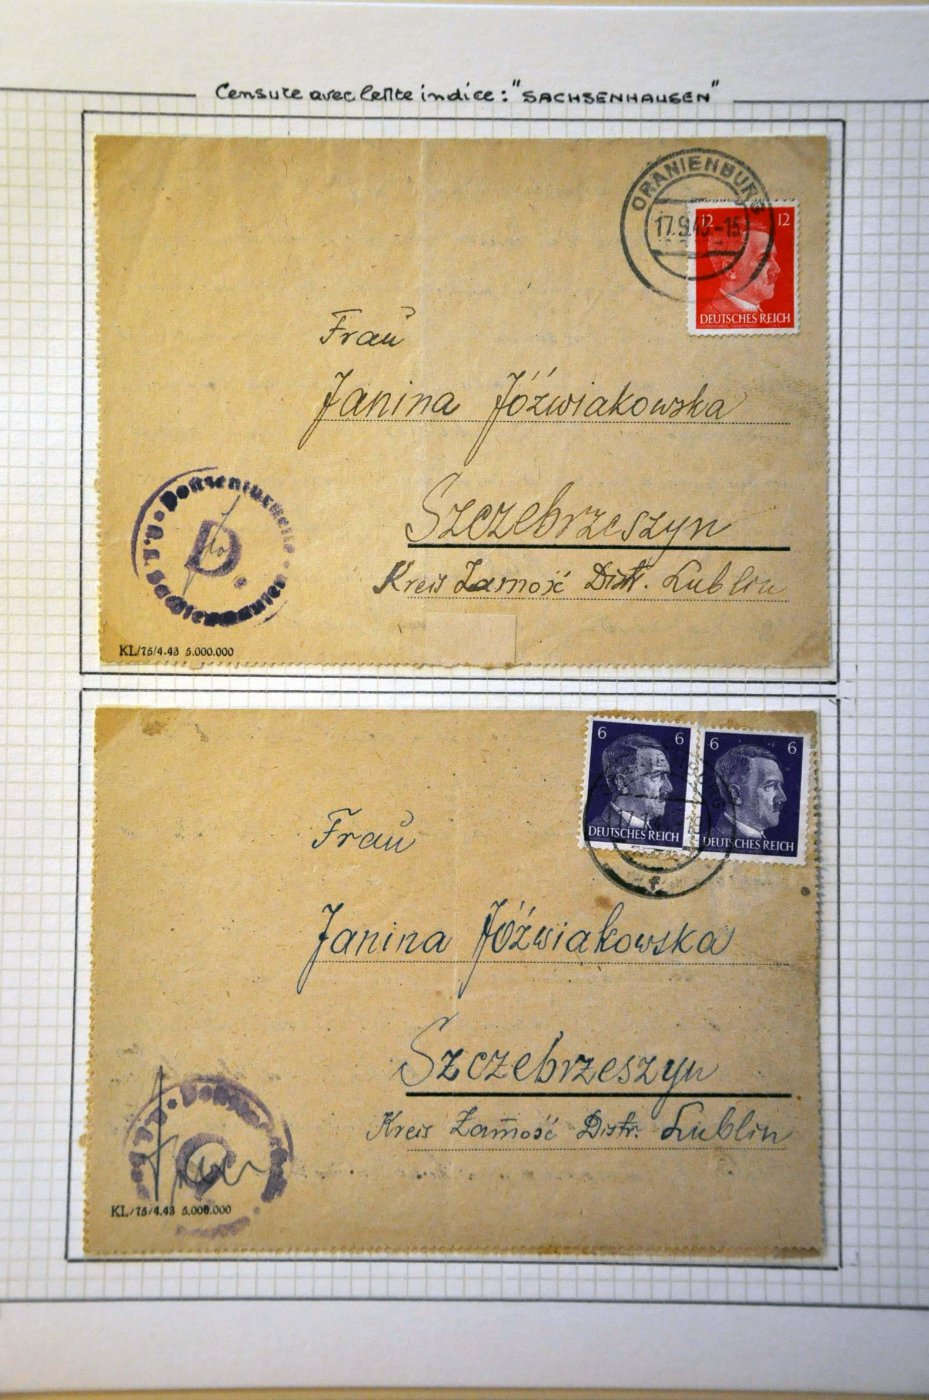 Censure avec lettre indice : "SACHSENHAUSEN"
ORANIENBURG
17.9.43.-15
12 12
DEUTSCHES REICH
Frau
Janina Jóźwiakowska
Szczebrzeszyn
Kreis Zamość Distr. Lublin
Postzensurstelle
D.
K.L. Sachsenhausen
KL/75/4.43 5.000.000
6 6
DEUTSCHES REICH
6 6
DEUTSCHES REICH
f
Frau
Janina Jóźwiakowska
Szczebrzeszyn
Kreis Zamość Distr. Lublin
KL/75/4.43 5.000.000